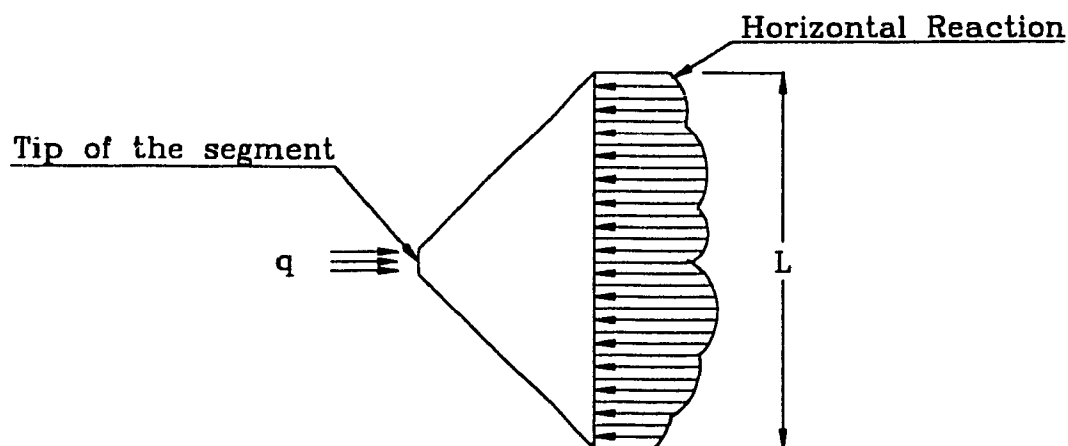 Horizontal Reaction
Tip of the segment
q
L